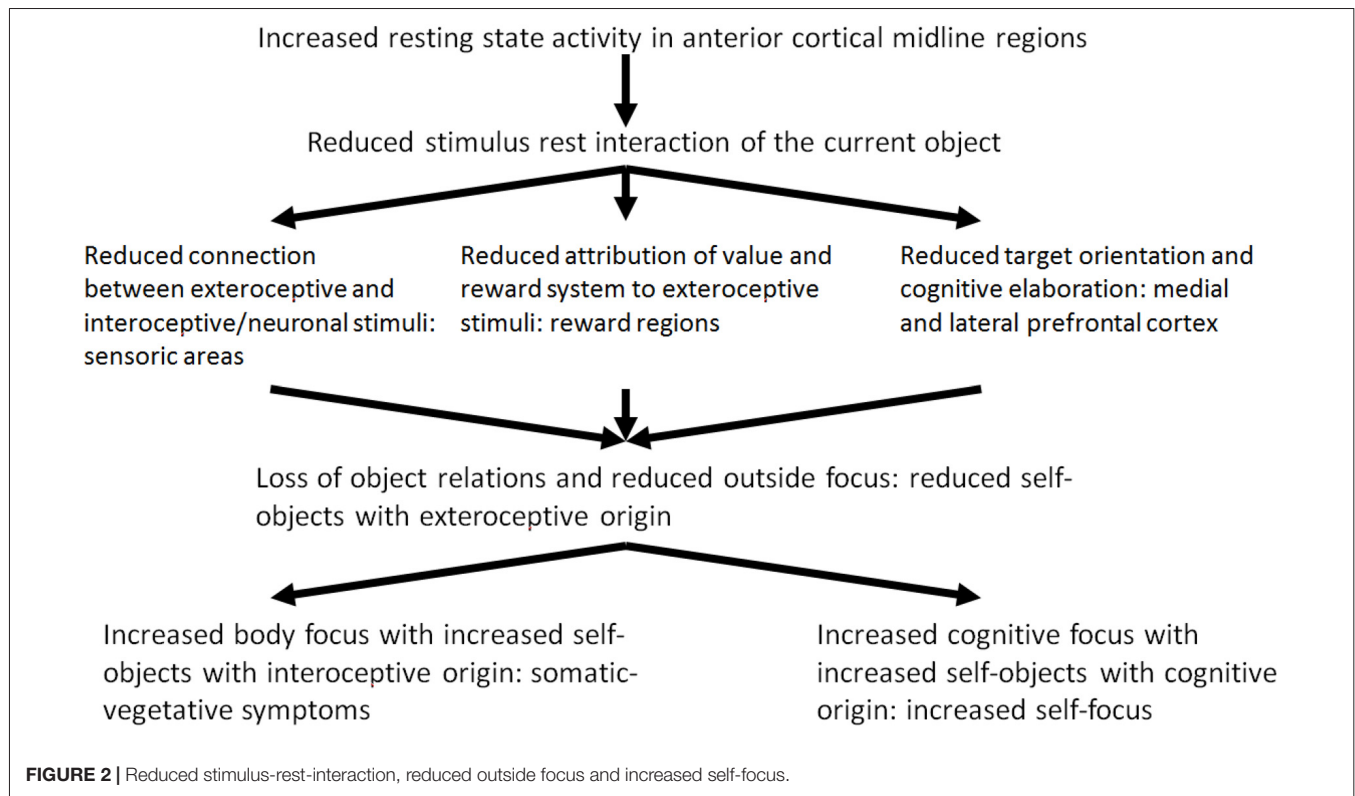 Increased resting state activity in anterior cortical midline regions
Reduced stimulus rest interaction of the current object
Reduced connection
between exteroceptive and
interoceptive/neuronal stimuli:
sensoric areas
Reduced attribution of value and
reward system to exteroceptive
stimuli: reward regions
Reduced target orientation and
cognitive elaboration: medial
and lateral prefrontal cortex
Loss of object relations and reduced outside focus: reduced self-
objects with exteroceptive origin
Increased body focus with increased self-
objects with interoceptive origin: somatic-
vegetative symptoms
Increased cognitive focus with
increased self-objects with cognitive
origin: increased self-focus
FIGURE 2 | Reduced stimulus-rest-interaction, reduced outside focus and increased self-focus.